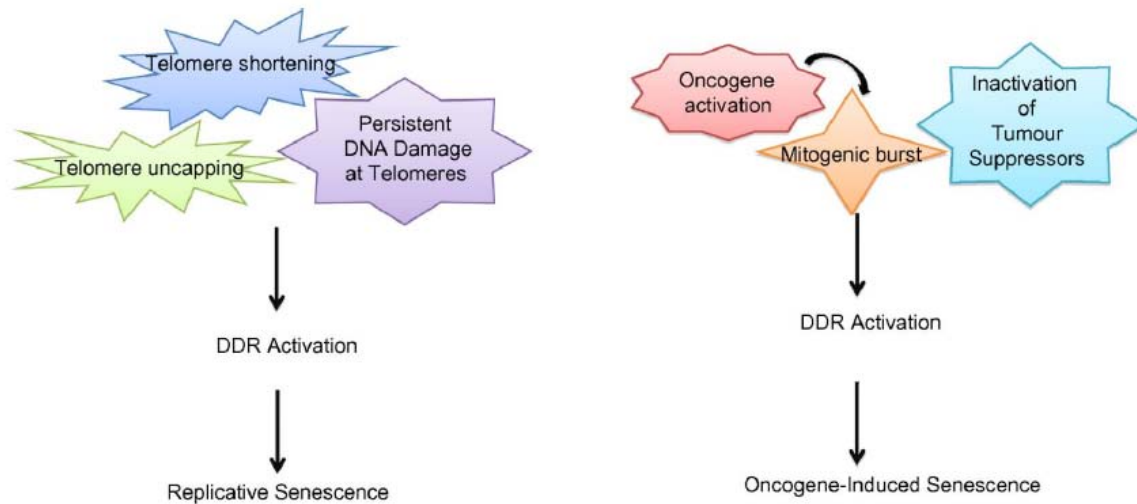 Telomere shortening
Telomere uncapping
Persistent
DNA Damage
at Telomeres
DDR Activation
Replicative Senescence
Oncogene
activation
Mitogenic burst
Inactivation
of
Tumour
Suppressors
DDR Activation
Oncogene-Induced Senescence